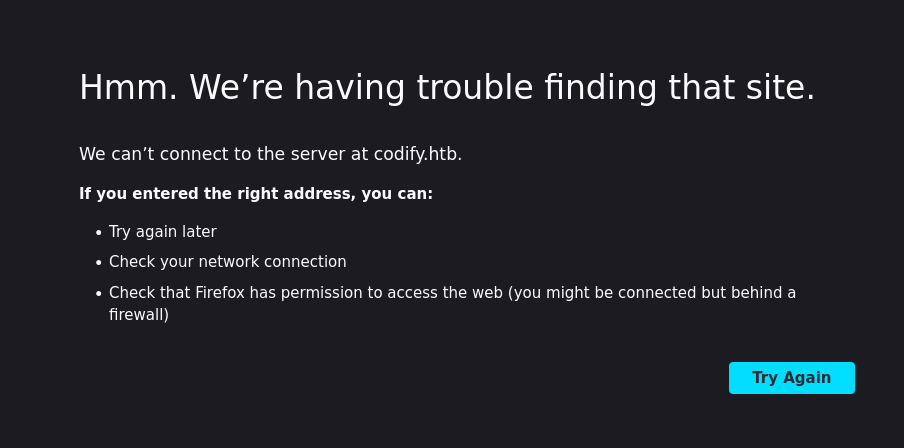 Hmm. We’re having trouble finding that site.
We can’t connect to the server at codify.htb.
If you entered the right address, you can:
• Try again later
• Check your network connection
• Check that Firefox has permission to access the web (you might be connected but behind a
firewall)
Try Again